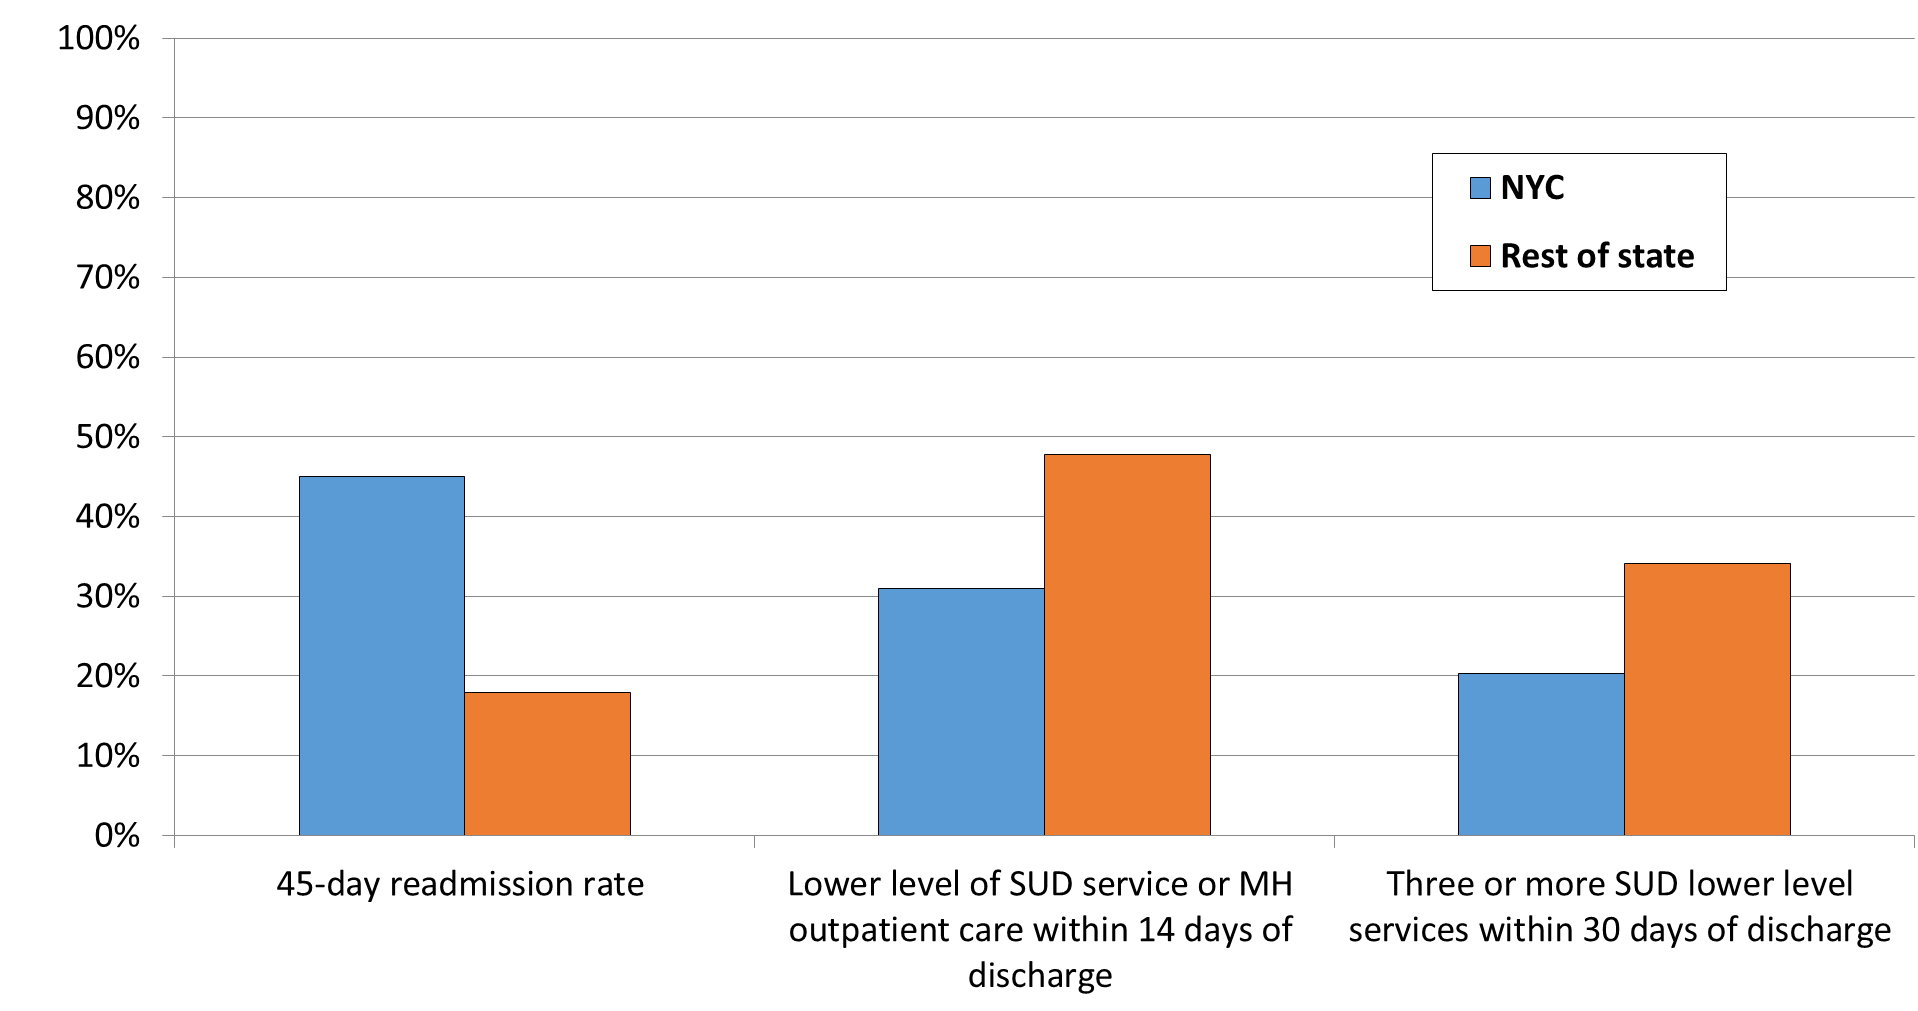 100%
90%
80%
70%
60%
50%
40%
30%
20%
10%
0%
NYC
Rest of state
45-day readmission rate
Lower level of SUD service or MH
outpatient care within 14 days of
discharge
Three or more SUD lower level
services within 30 days of discharge